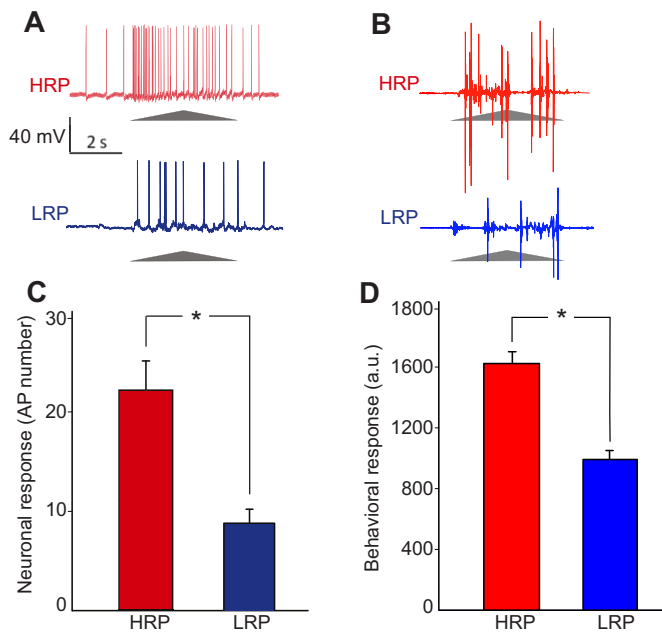 A
HRP
40 mV
2 s
LRP
B
HRP
LRP
C
Neuronal response (AP number)
30
20
10
0
*
HRP
LRP
D
Behavioral response (a.u.)
1800
1600
1200
800
400
0
*
HRP
LRP